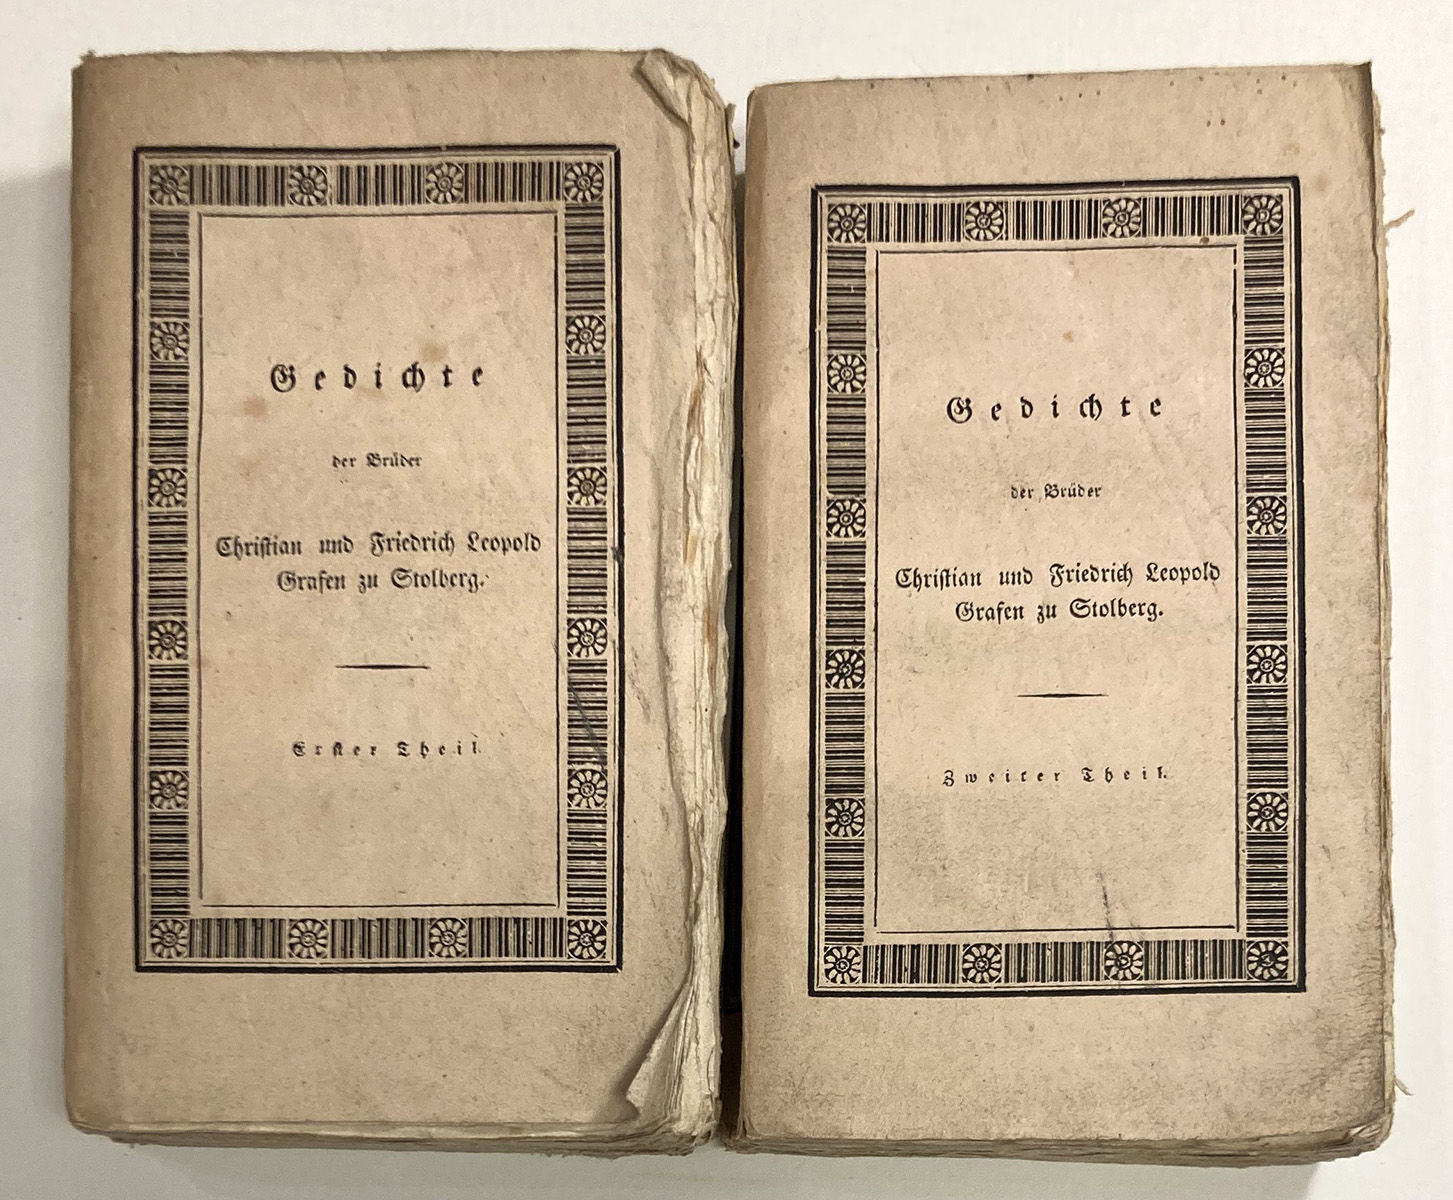 Gedichte
der Brüder
Christian und Friedrich Leopold
Grafen zu Stolberg.
Erster Theil.
Gedichte
der Brüder
Christian und Friedrich Leopold
Grafen zu Stolberg.
Zweiter Theil.